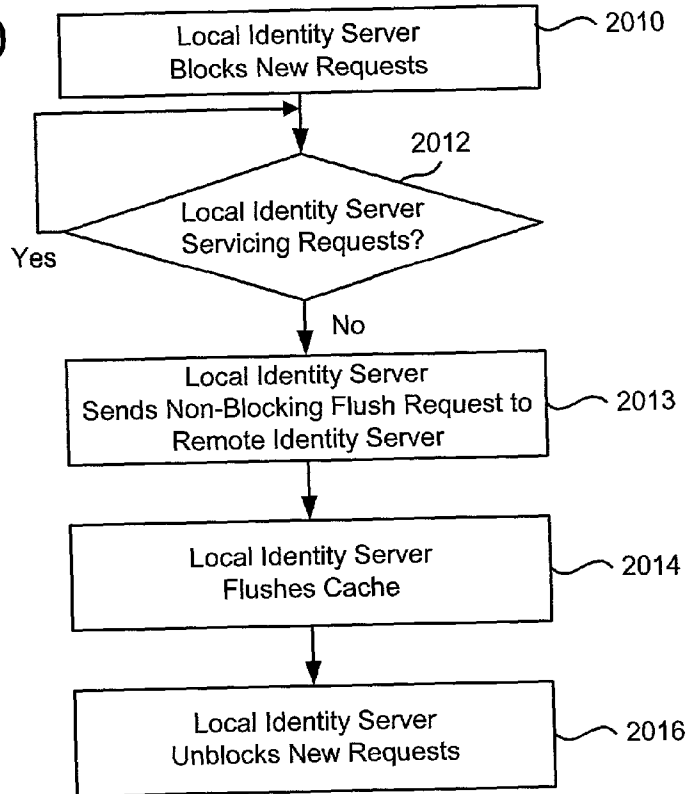 Local Identity Server
Blocks New Requests
2010
2012
Local Identity Server
Servicing Requests?
Yes
No
Local Identity Server
Sends Non-Blocking Flush Request to
Remote Identity Server
2013
Local Identity Server
Flushes Cache
2014
Local Identity Server
Unblocks New Requests
2016